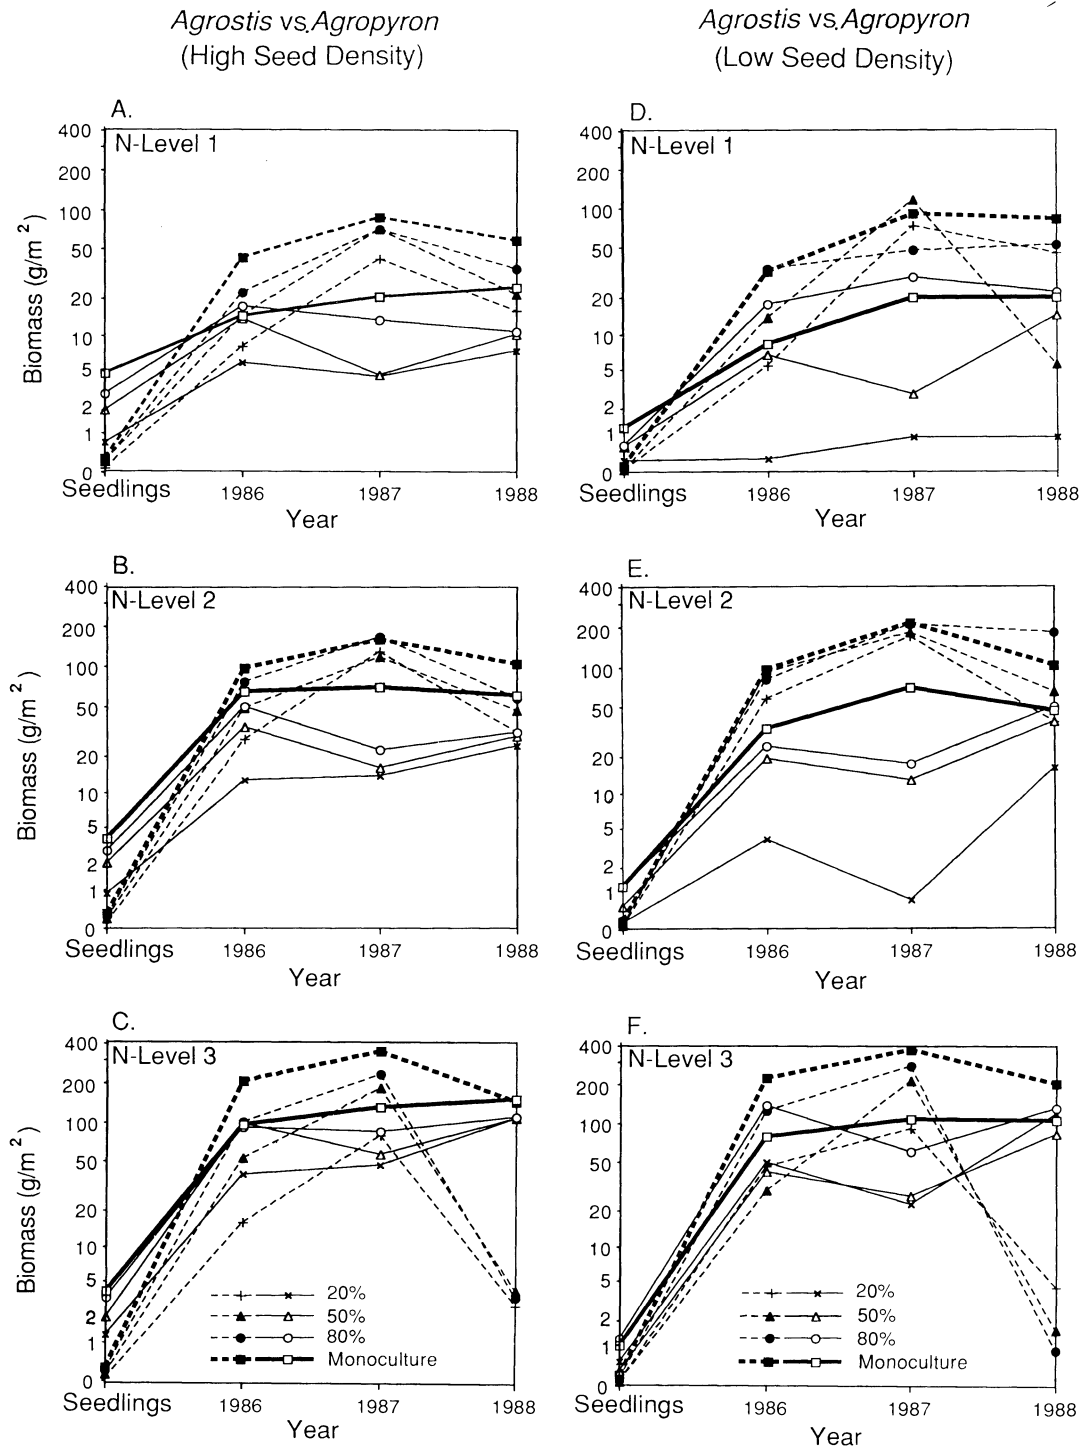 Agrostis vs. Agropyron
(High Seed Density)
Agrostis vs. Agropyron
(Low Seed Density)
A.
N-Level 1
400
200
100
50
20
10
5
2
1
0
Biomass (g/m²)
Seedlings 1986 1987 1988
Year
D.
N-Level 1
400
200
100
50
20
10
5
2
1
0
Seedlings 1986 1987 1988
Year
B.
N-Level 2
400
200
100
50
20
10
5
2
1
0
Biomass (g/m²)
Seedlings 1986 1987 1988
Year
E.
N-Level 2
400
200
100
50
20
10
5
2
1
0
Seedlings 1986 1987 1988
Year
C.
N-Level 3
400
200
100
50
20
10
5
2
1
0
Biomass (g/m²)
20%
50%
80%
Monoculture
Seedlings 1986 1987 1988
Year
F.
N-Level 3
400
200
100
50
20
10
5
2
1
0
20%
50%
80%
Monoculture
Seedlings 1986 1987 1988
Year